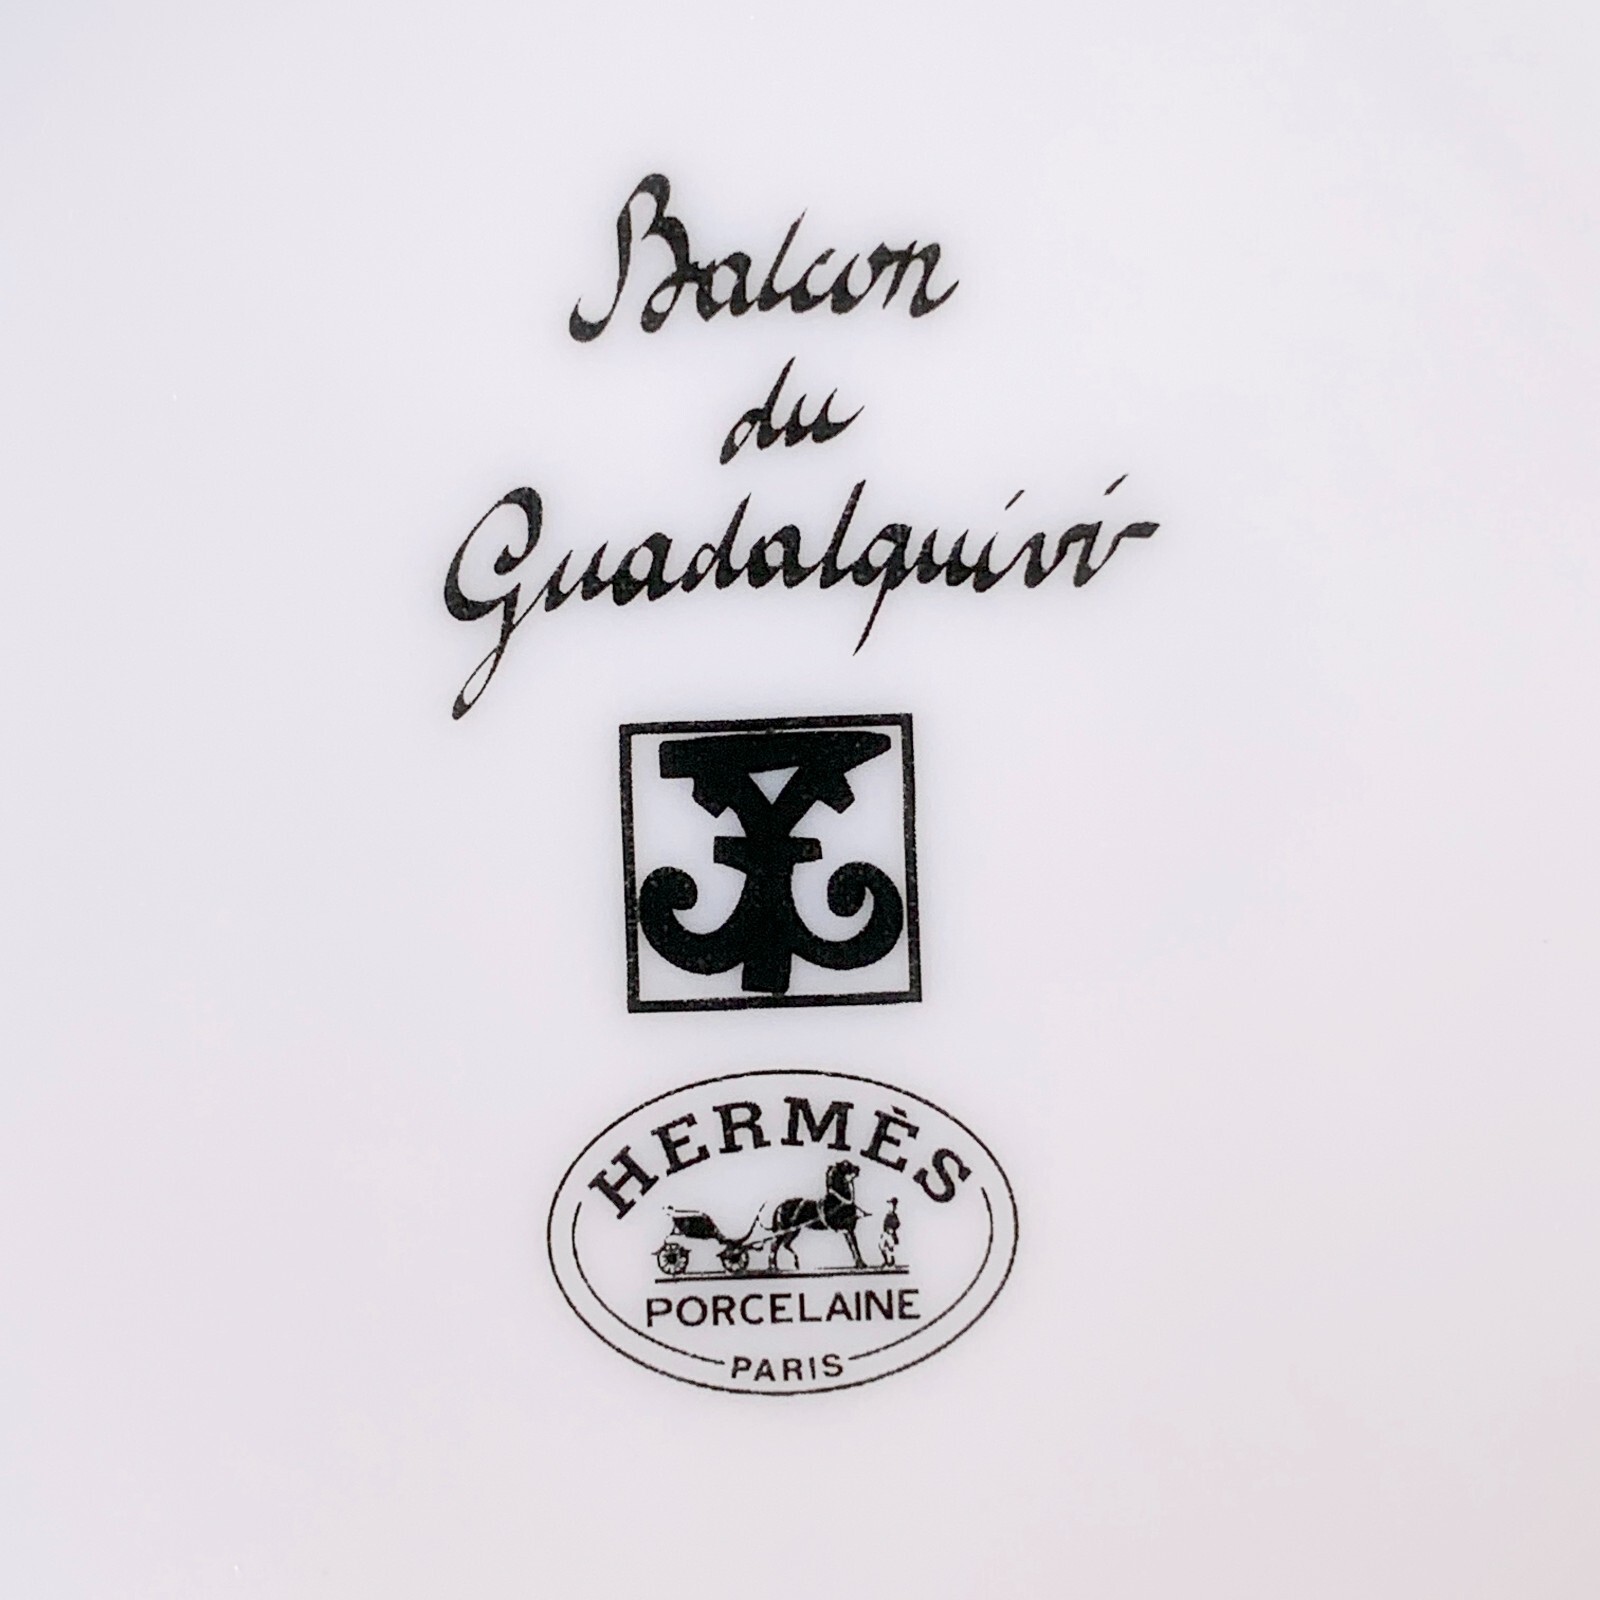 Balcon
du
Guadalquivir
HERMÈS
PORCELAINE
PARIS